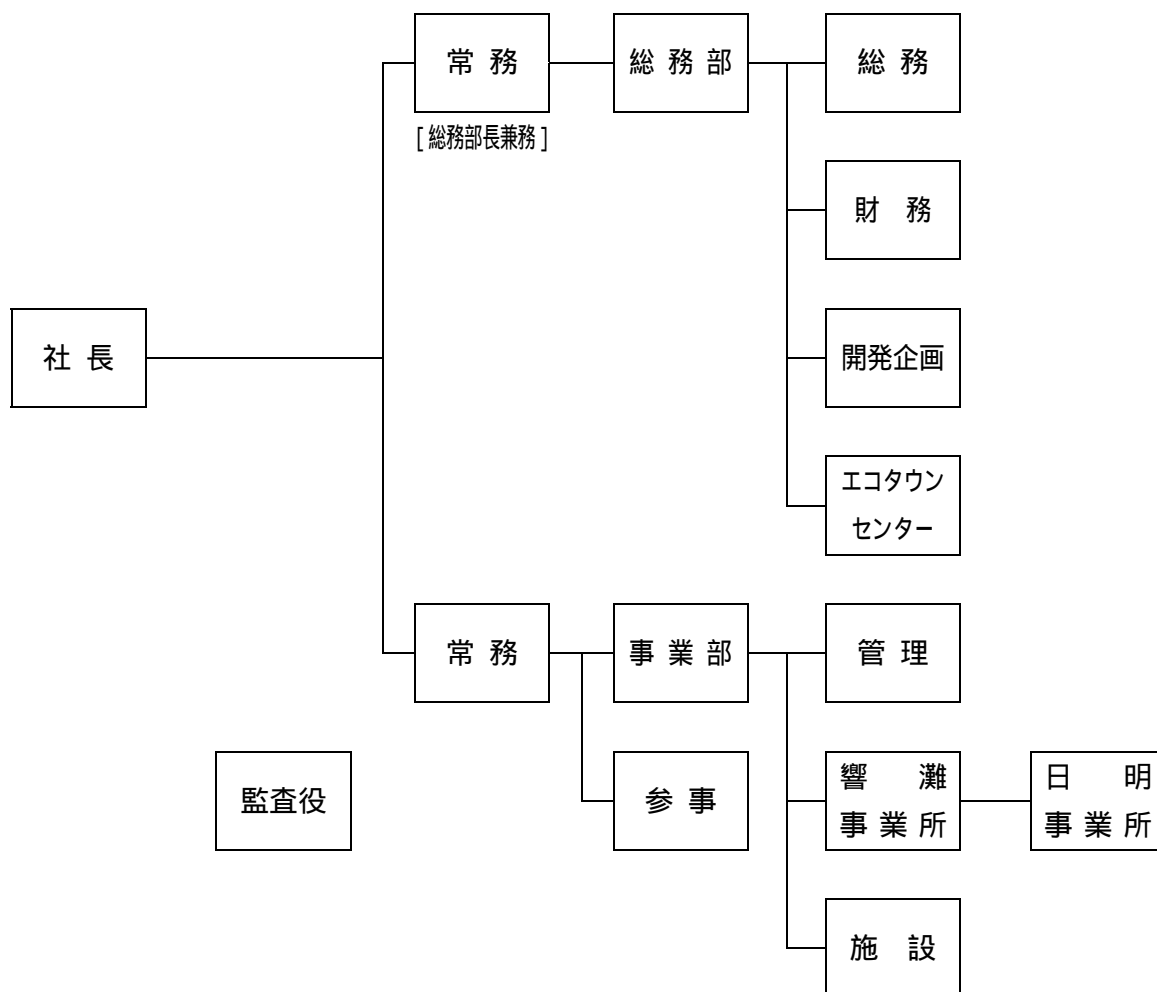 常務
総務部
総務
[総務部長兼務]
財務
社長
開発企画
エコタウン
センター
常務
事業部
管理
監査役
参事
響灘
事業所
日明
事業所
施設